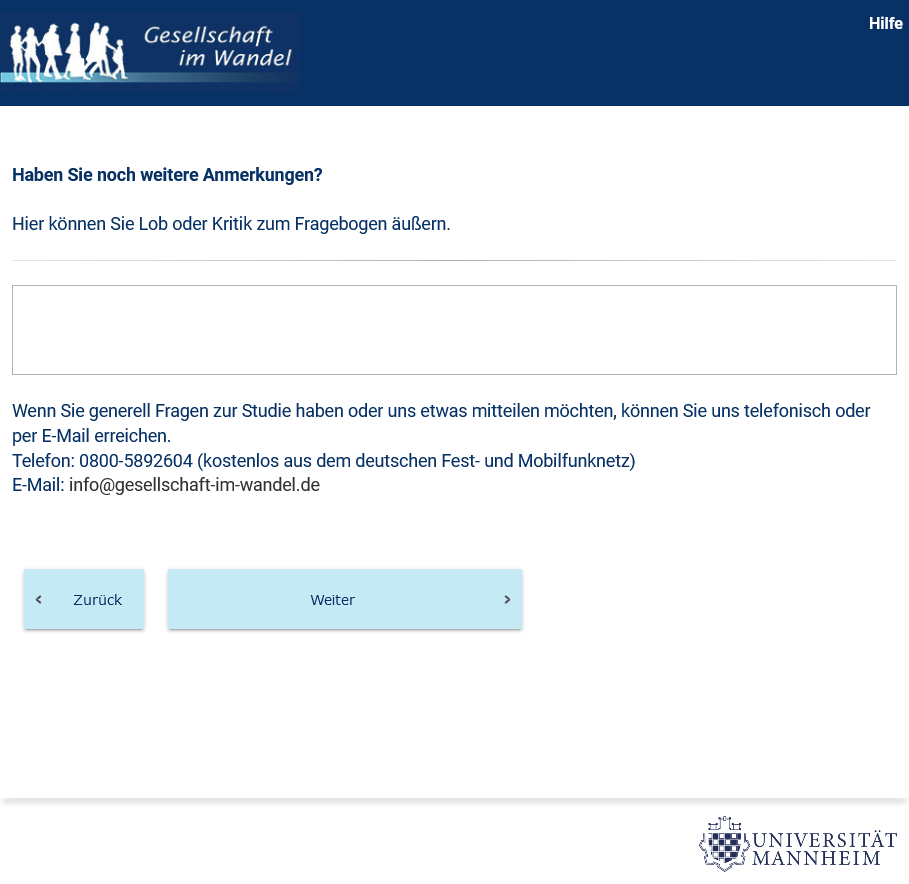 Gesellschaft
im Wandel
Hilfe
Haben Sie noch weitere Anmerkungen?
Hier können Sie Lob oder Kritik zum Fragebogen äußern.
Wenn Sie generell Fragen zur Studie haben oder uns etwas mitteilen möchten, können Sie uns telefonisch oder
per E-Mail erreichen.
Telefon: 0800-5892604 (kostenlos aus dem deutschen Fest- und Mobilfunknetz)
E-Mail: info@gesellschaft-im-wandel.de
Zurück
Weiter
UNIVERSITÄT
MANNHEIM